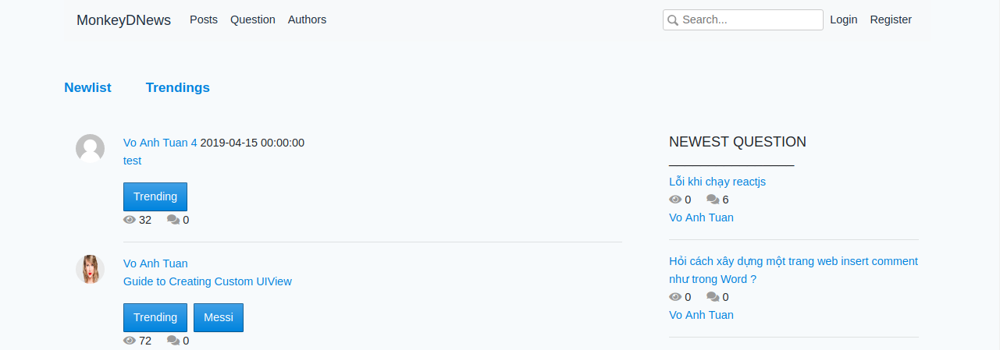 MonkeyDNews Posts Question Authors Search... Login Register
Newlist Trendings
Vo Anh Tuan 4 2019-04-15 00:00:00
test
Trending
32 0
Vo Anh Tuan
Guide to Creating Custom UIView
Trending Messi
72 0
NEWEST QUESTION
Lỗi khi chạy reactjs
0 6
Vo Anh Tuan
Hỏi cách xây dựng một trang web insert comment
như trong Word ?
0 0
Vo Anh Tuan